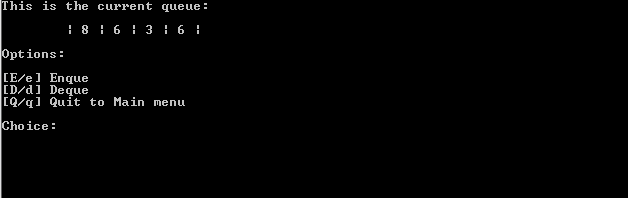 This is the current queue:
¦ 8 ¦ 6 ¦ 3 ¦ 6 ¦
Options:
[E/e] Enque
[D/d] Deque
[Q/q] Quit to Main menu
Choice: